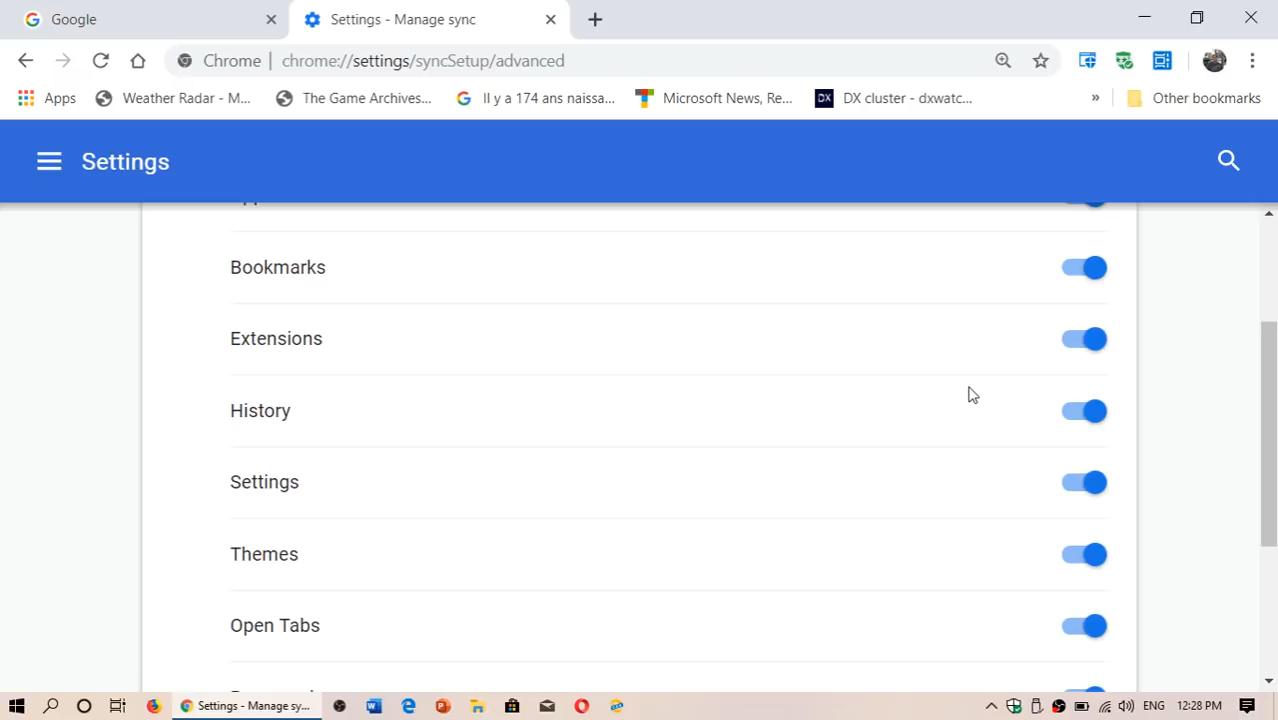 Google
Settings - Manage sync
Chrome | chrome://settings/syncSetup/advanced
Apps
Weather Radar - M...
The Game Archives...
Il y a 174 ans naissa...
Microsoft News, Re...
DX
DX cluster - dxwatc...
»
Other bookmarks
Settings
Bookmarks
Extensions
History
Settings
Themes
Open Tabs
Settings - Manage sy...
ENG
12:28 PM